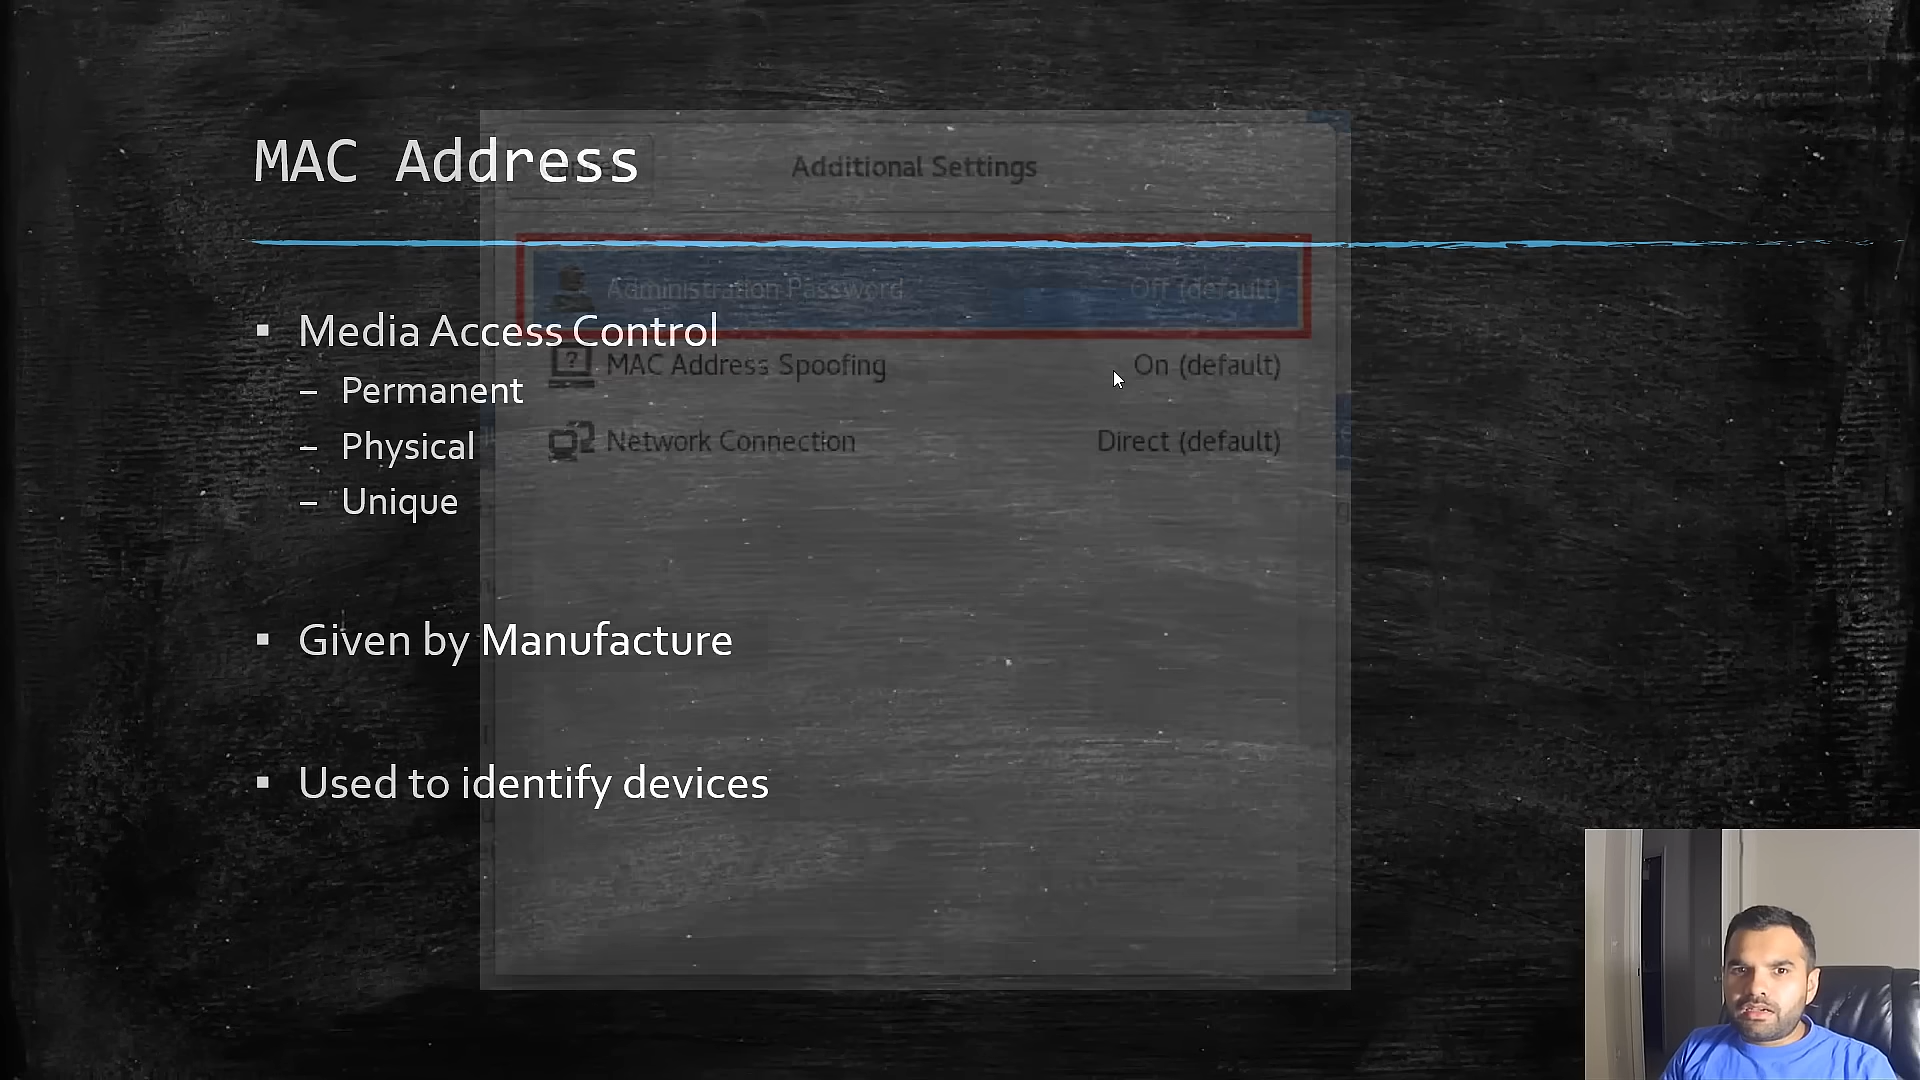 MAC Address
Additional Settings
Administration Password
Off (default)
▪ Media Access Control
MAC Address Spoofing
On (default)
– Permanent
Network Connection
Direct (default)
– Physical
– Unique
▪ Given by Manufacture
▪ Used to identify devices